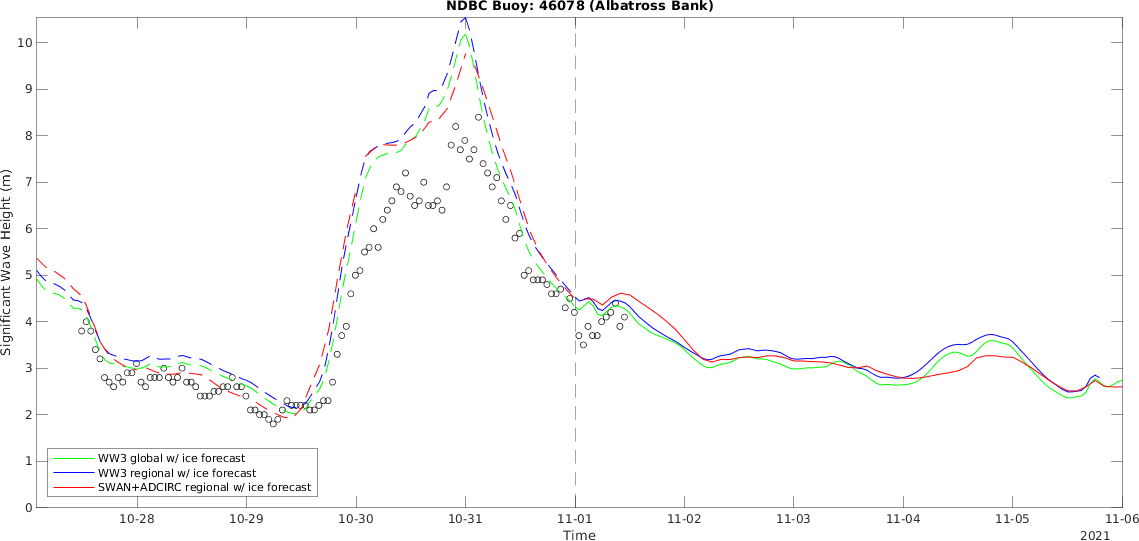 NDBC Buoy: 46078 (Albatross Bank)
Significant Wave Height (m)
10
9
8
7
6
5
4
3
2
1
0
WW3 global w/ ice forecast
WW3 regional w/ ice forecast
SWAN+ADCIRC regional w/ ice forecast
10-28 10-29 10-30 10-31 11-01 11-02 11-03 11-04 11-05 11-06
Time
2021